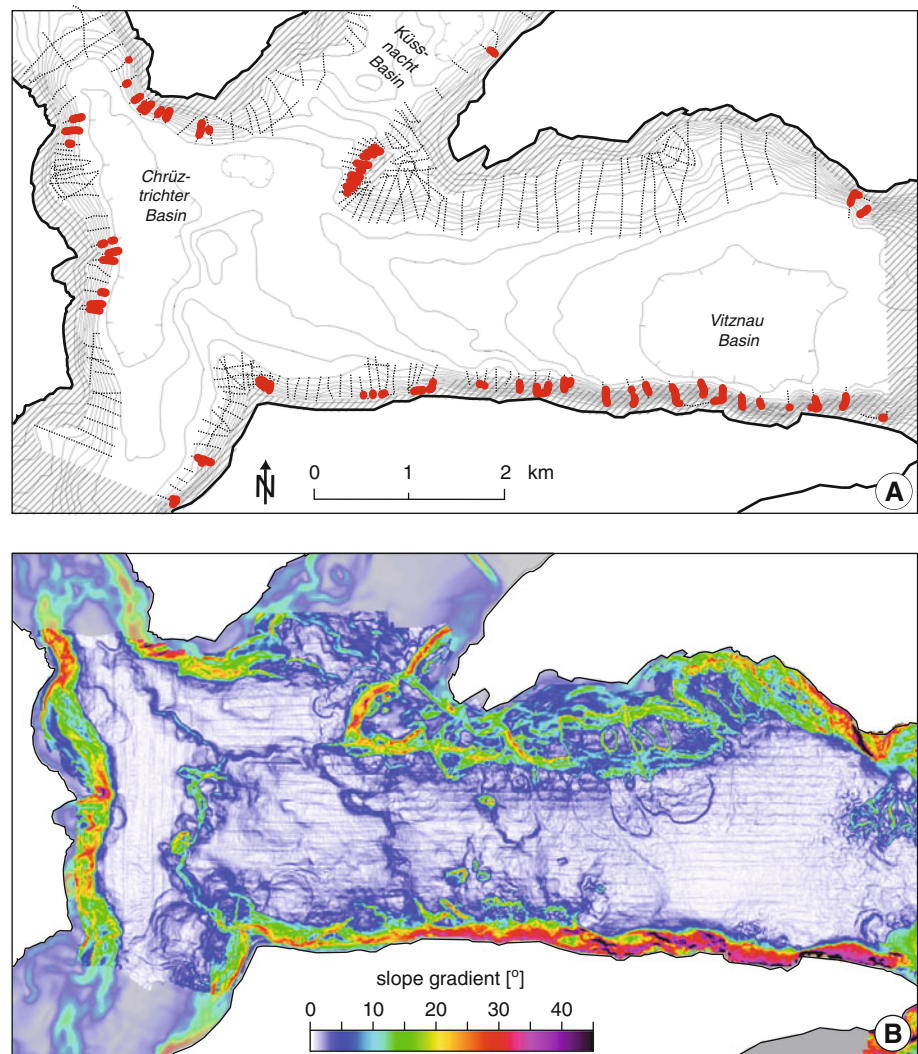 Küss-
nacht
Basin
Chrüz-
trichter
Basin
Vitznau
Basin
N
0 1 2 km
A
slope gradient [º]
0 10 20 30 40
B